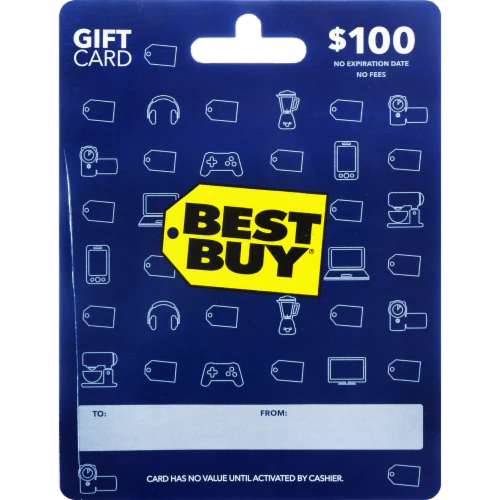 GIFT
CARD
$100
NO EXPIRATION DATE
NO FEES
BEST
BUY®
TO:
FROM:
CARD HAS NO VALUE UNTIL ACTIVATED BY CASHIER.